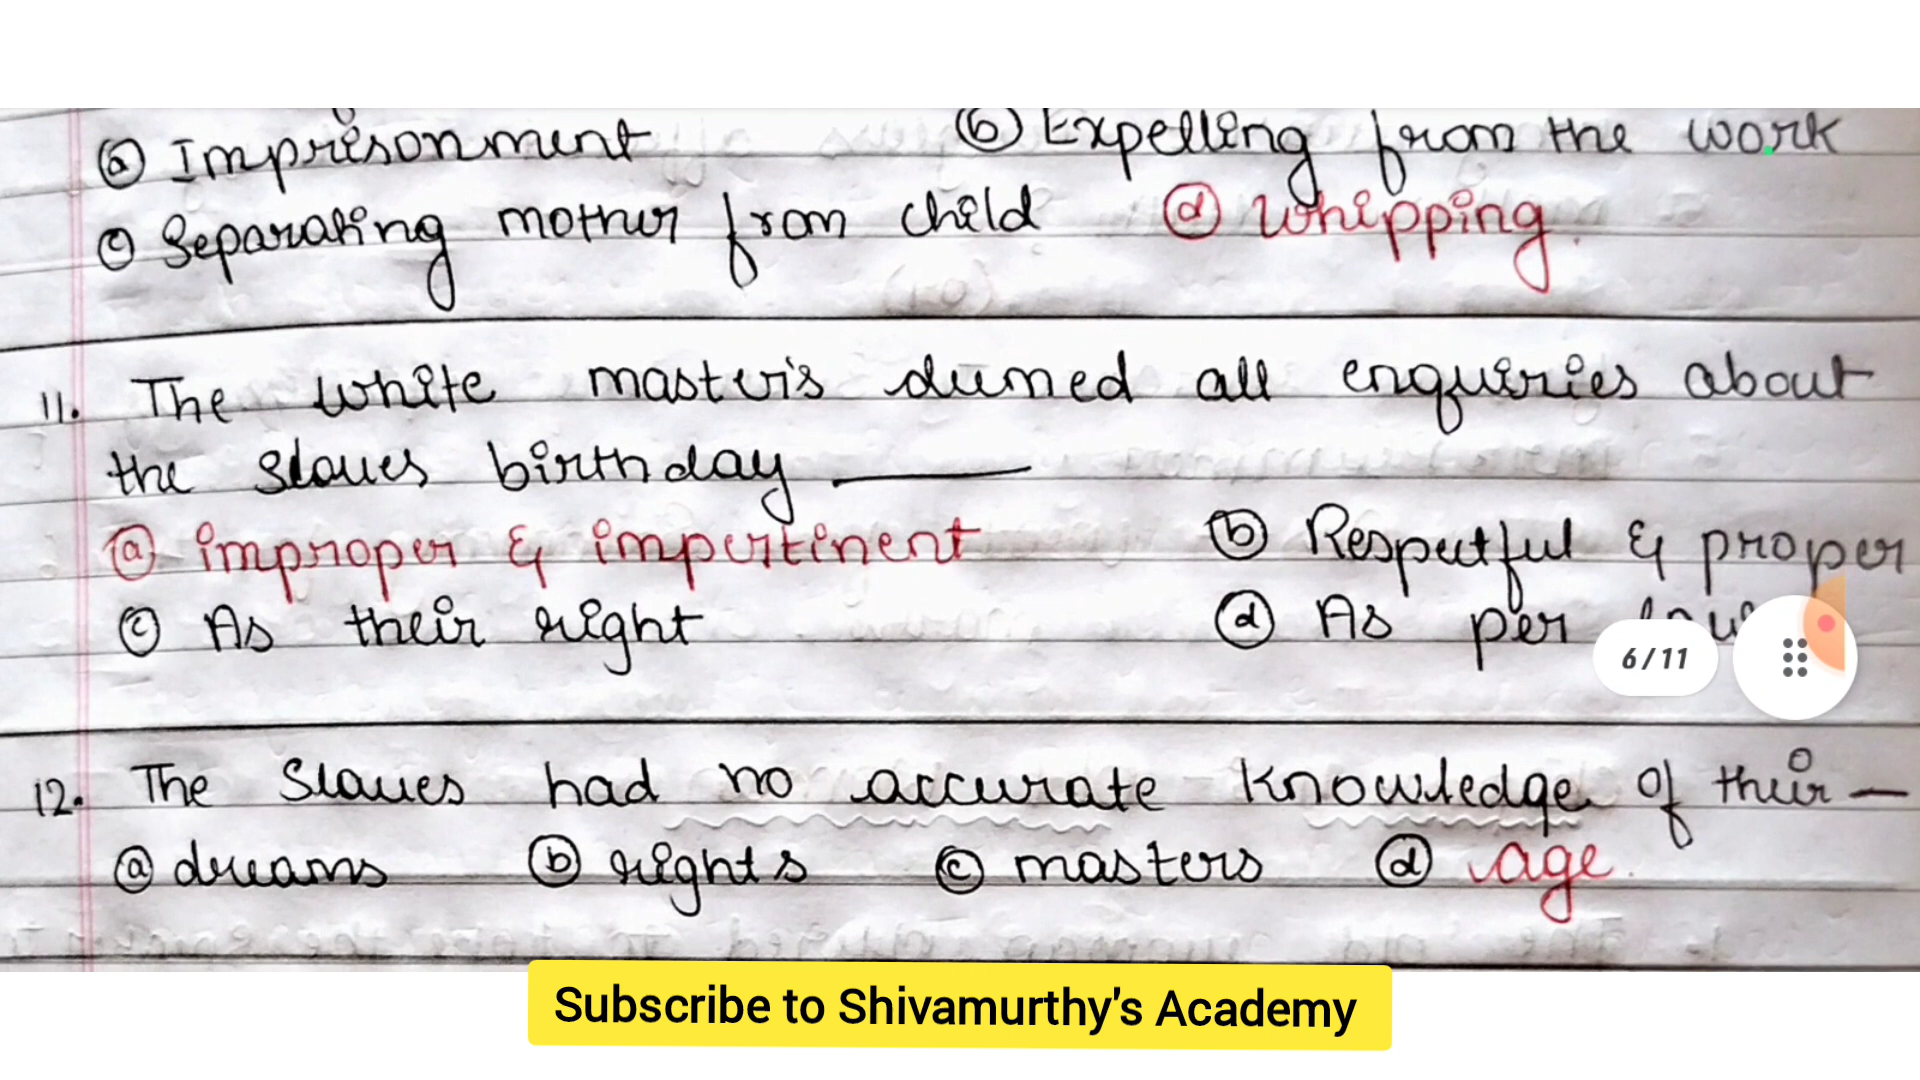 (a) Imprisonment (b) Expelling from the work
(c) Separating mother from child (d) Whipping.
11. The white master's deemed all enquiries about
the slaves birthday ———
(a) improper & impertinent (b) Respectful & proper
(c) As their right (d) As per
6/11
12. The Slaves had no accurate knowledge of their —
(a) dreams (b) rights (c) masters (d) age.
Subscribe to Shivamurthy's Academy